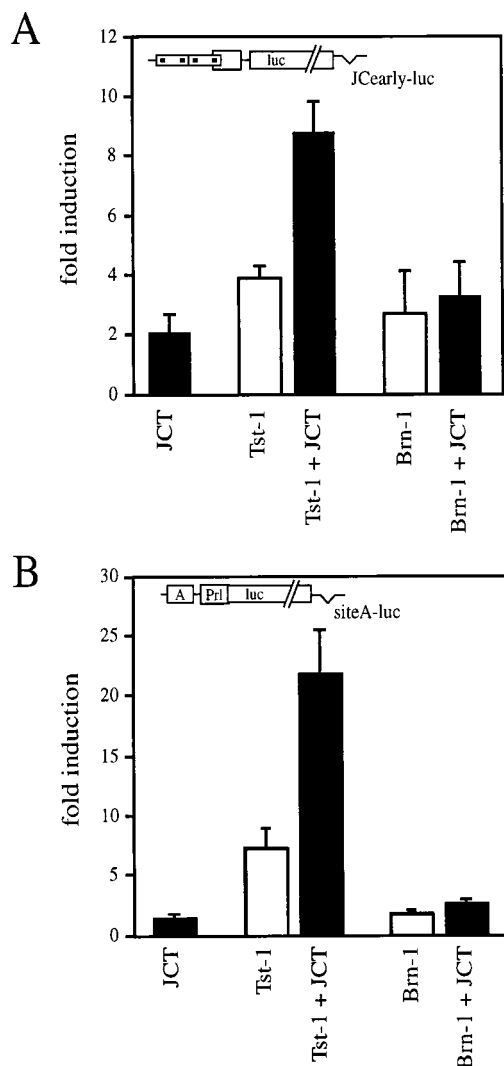 A
12
10
8
6
4
2
0
fold induction
luc
JCearly-luc
JCT
Tst-1
Tst-1 + JCT
Brn-1
Brn-1 + JCT
B
30
25
20
15
10
5
0
fold induction
A
Prl
luc
siteA-luc
JCT
Tst-1
Tst-1 + JCT
Brn-1
Brn-1 + JCT